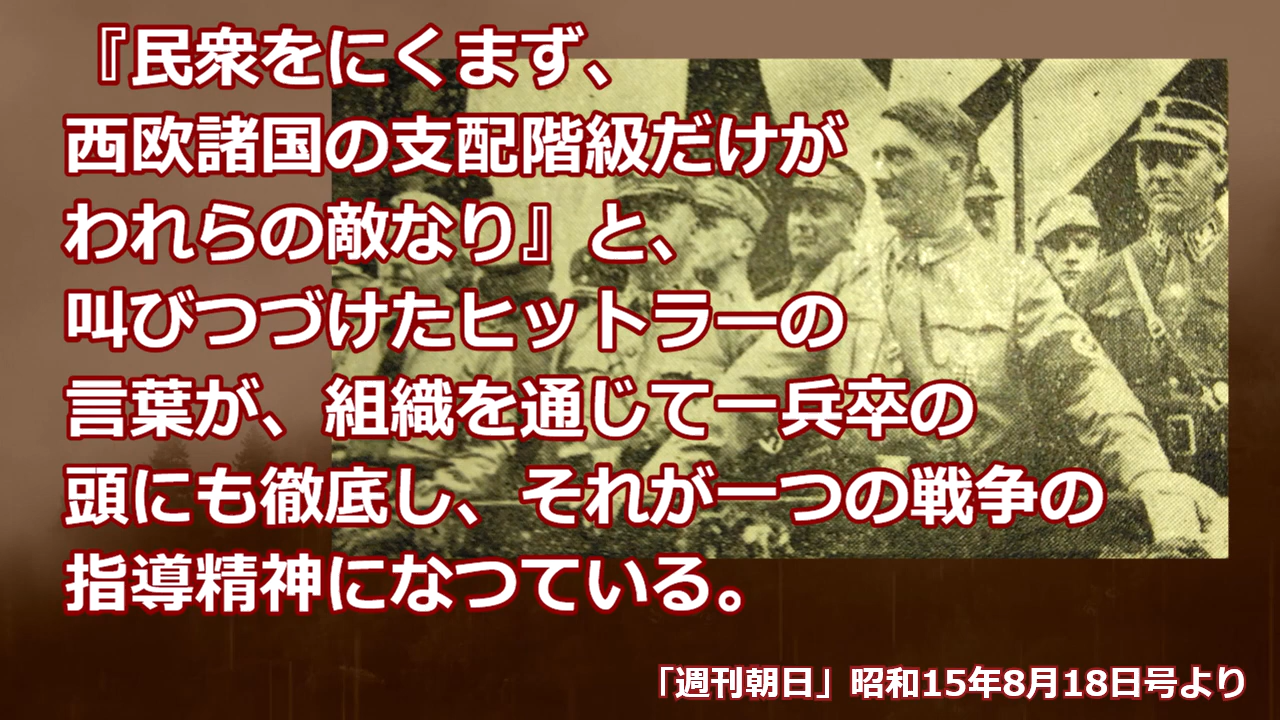 『民衆をにくまず、
西欧諸国の支配階級だけが
われらの敵なり』と、
叫びつづけたヒットラーの
言葉が、組織を通じて一兵卒の
頭にも徹底し、それが一つの戦争の
指導精神になつている。
「週刊朝日」昭和15年8月18日号より